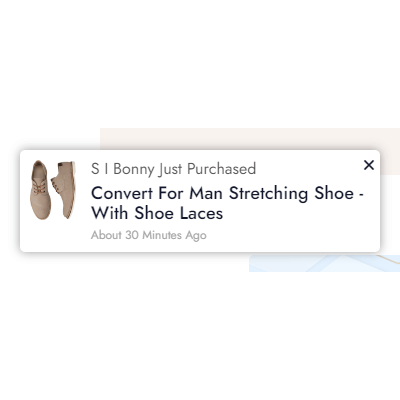 S I Bonny Just Purchased
Convert For Man Stretching Shoe -
With Shoe Laces
About 30 Minutes Ago